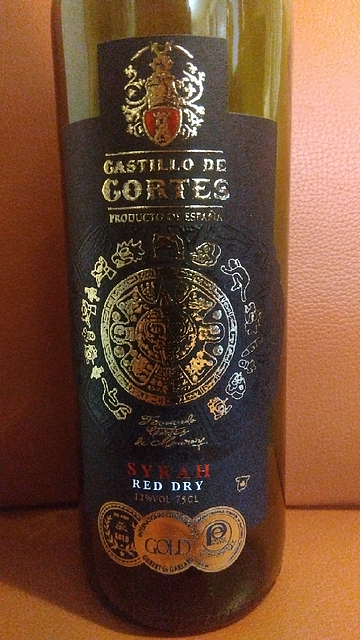 CASTILLO DE
CORTES
PRODUCTO DE ESPAÑA
SYRAH
RED DRY
12%VOL 75CL
GOLD